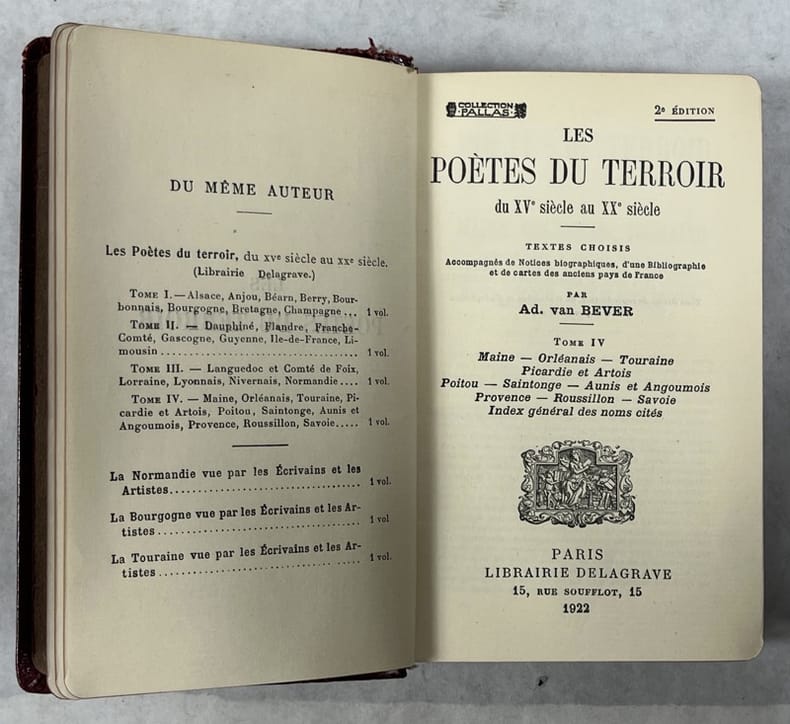 DU MÊME AUTEUR
Les Poètes du terroir, du XVe siècle au XXe siècle.
(Librairie Delagrave.)
TOME I. — Alsace, Anjou, Béarn, Berry, Bour-
bonnais, Bourgogne, Bretagne, Champagne... 1 vol.
TOME II. — Dauphiné, Flandre, Franche-
Comté, Gascogne, Guyenne, Ile-de-France, Li-
mousin........................................ 1 vol.
TOME III. — Languedoc et Comté de Foix,
Lorraine, Lyonnais, Nivernais, Normandie.... 1 vol.
TOME IV. — Maine, Orléanais, Touraine, Pi-
cardie et Artois, Poitou, Saintonge, Aunis et
Angoumois, Provence, Roussillon, Savoie..... 1 vol.
La Normandie vue par les Écrivains et les
Artistes................................ 1 vol.
La Bourgogne vue par les Écrivains et les Ar-
tistes.................................. 1 vol
La Touraine vue par les Écrivains et les Ar-
tistes.................................. 1 vol.
COLLECTION
PALLAS
2e ÉDITION
LES
POÈTES DU TERROIR
du XVe siècle au XXe siècle
TEXTES CHOISIS
Accompagnés de Notices biographiques, d'une Bibliographie
et de cartes des anciens pays de France
PAR
Ad. van BEVER
TOME IV
Maine — Orléanais — Touraine
Picardie et Artois
Poitou — Saintonge — Aunis et Angoumois
Provence — Roussillon — Savoie
Index général des noms cités
PARIS
LIBRAIRIE DELAGRAVE
15, RUE SOUFFLOT, 15
1922